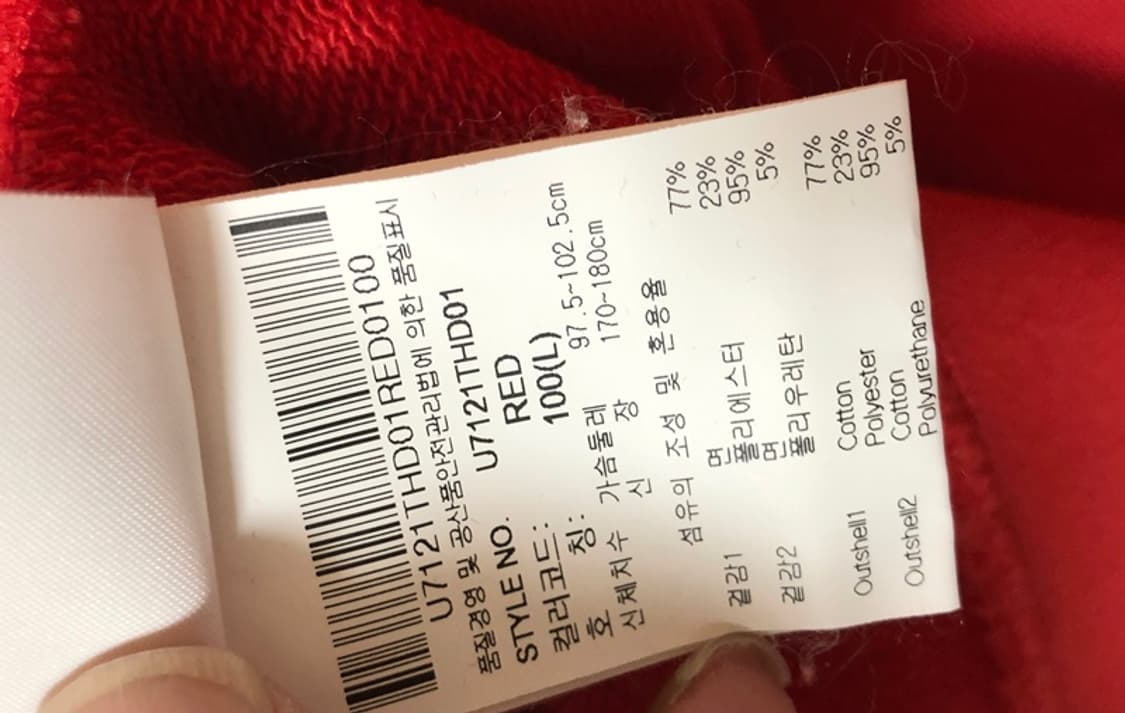 U7121THD01RED0100
품질경영 및 공산품안전관리법에 의한 품질표시
STYLE NO. U7121THD01
컬러코드: RED
호 칭: 100(L)
신체치수 가슴둘레 97.5~102.5cm
신 장 170~180cm
섬유의 조성 및 혼용율
겉감1 면 77%
폴리에스터 23%
겉감2 면 95%
폴리우레탄 5%
Outshell1 Cotton 77%
Polyester 23%
Outshell2 Cotton 95%
Polyurethane 5%